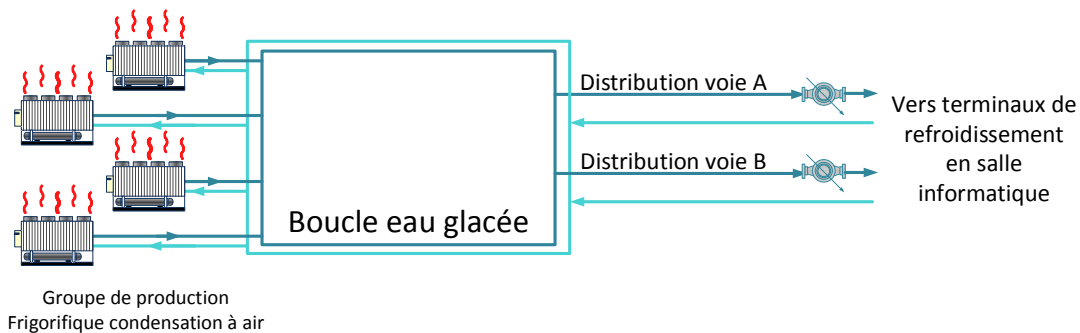 Distribution voie A
Vers terminaux de
refroidissement
en salle
informatique
Distribution voie B
Boucle eau glacée
Groupe de production
Frigorifique condensation à air